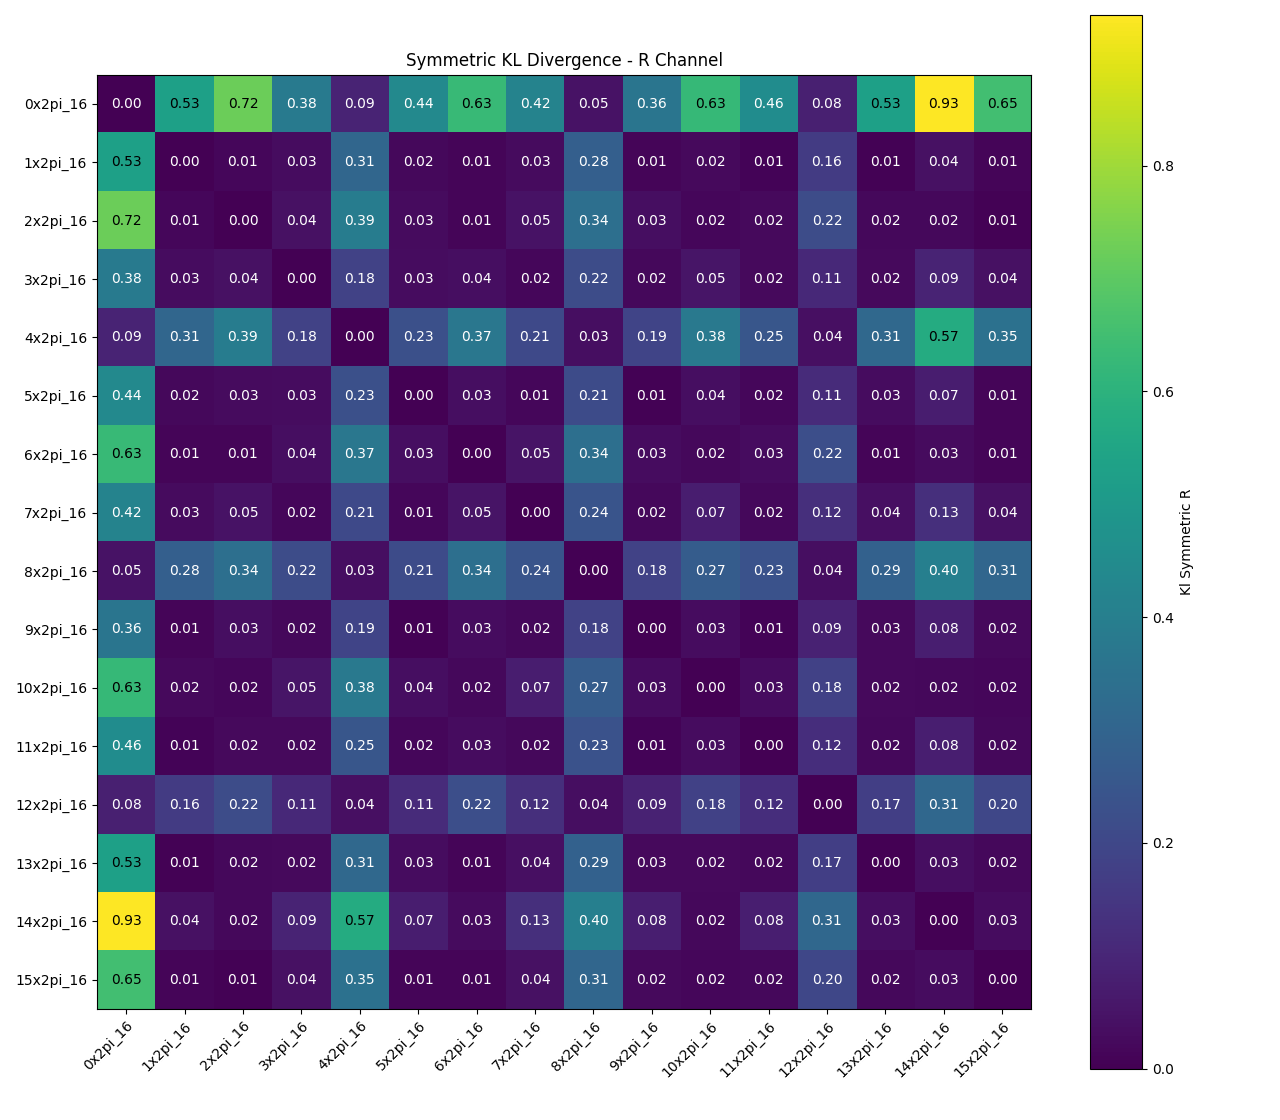 Symmetric KL Divergence - R Channel
0x2pi_16 0.00 0.53 0.72 0.38 0.09 0.44 0.63 0.42 0.05 0.36 0.63 0.46 0.08 0.53 0.93 0.65
1x2pi_16 0.53 0.00 0.01 0.03 0.31 0.02 0.01 0.03 0.28 0.01 0.02 0.01 0.16 0.01 0.04 0.01
2x2pi_16 0.72 0.01 0.00 0.04 0.39 0.03 0.01 0.05 0.34 0.03 0.02 0.02 0.22 0.02 0.02 0.01
3x2pi_16 0.38 0.03 0.04 0.00 0.18 0.03 0.04 0.02 0.22 0.02 0.05 0.02 0.11 0.02 0.09 0.04
4x2pi_16 0.09 0.31 0.39 0.18 0.00 0.23 0.37 0.21 0.03 0.19 0.38 0.25 0.04 0.31 0.57 0.35
5x2pi_16 0.44 0.02 0.03 0.03 0.23 0.00 0.03 0.01 0.21 0.01 0.04 0.02 0.11 0.03 0.07 0.01
6x2pi_16 0.63 0.01 0.01 0.04 0.37 0.03 0.00 0.05 0.34 0.03 0.02 0.03 0.22 0.01 0.03 0.01
7x2pi_16 0.42 0.03 0.05 0.02 0.21 0.01 0.05 0.00 0.24 0.02 0.07 0.02 0.12 0.04 0.13 0.04
8x2pi_16 0.05 0.28 0.34 0.22 0.03 0.21 0.34 0.24 0.00 0.18 0.27 0.23 0.04 0.29 0.40 0.31
9x2pi_16 0.36 0.01 0.03 0.02 0.19 0.01 0.03 0.02 0.18 0.00 0.03 0.01 0.09 0.03 0.08 0.02
10x2pi_16 0.63 0.02 0.02 0.05 0.38 0.04 0.02 0.07 0.27 0.03 0.00 0.03 0.18 0.02 0.02 0.02
11x2pi_16 0.46 0.01 0.02 0.02 0.25 0.02 0.03 0.02 0.23 0.01 0.03 0.00 0.12 0.02 0.08 0.02
12x2pi_16 0.08 0.16 0.22 0.11 0.04 0.11 0.22 0.12 0.04 0.09 0.18 0.12 0.00 0.17 0.31 0.20
13x2pi_16 0.53 0.01 0.02 0.02 0.31 0.03 0.01 0.04 0.29 0.03 0.02 0.02 0.17 0.00 0.03 0.02
14x2pi_16 0.93 0.04 0.02 0.09 0.57 0.07 0.03 0.13 0.40 0.08 0.02 0.08 0.31 0.03 0.00 0.03
15x2pi_16 0.65 0.01 0.01 0.04 0.35 0.01 0.01 0.04 0.31 0.02 0.02 0.02 0.20 0.02 0.03 0.00
0x2pi_16 1x2pi_16 2x2pi_16 3x2pi_16 4x2pi_16 5x2pi_16 6x2pi_16 7x2pi_16 8x2pi_16 9x2pi_16 10x2pi_16 11x2pi_16 12x2pi_16 13x2pi_16 14x2pi_16 15x2pi_16
0.8
0.6
0.4
0.2
0.0
Kl Symmetric R